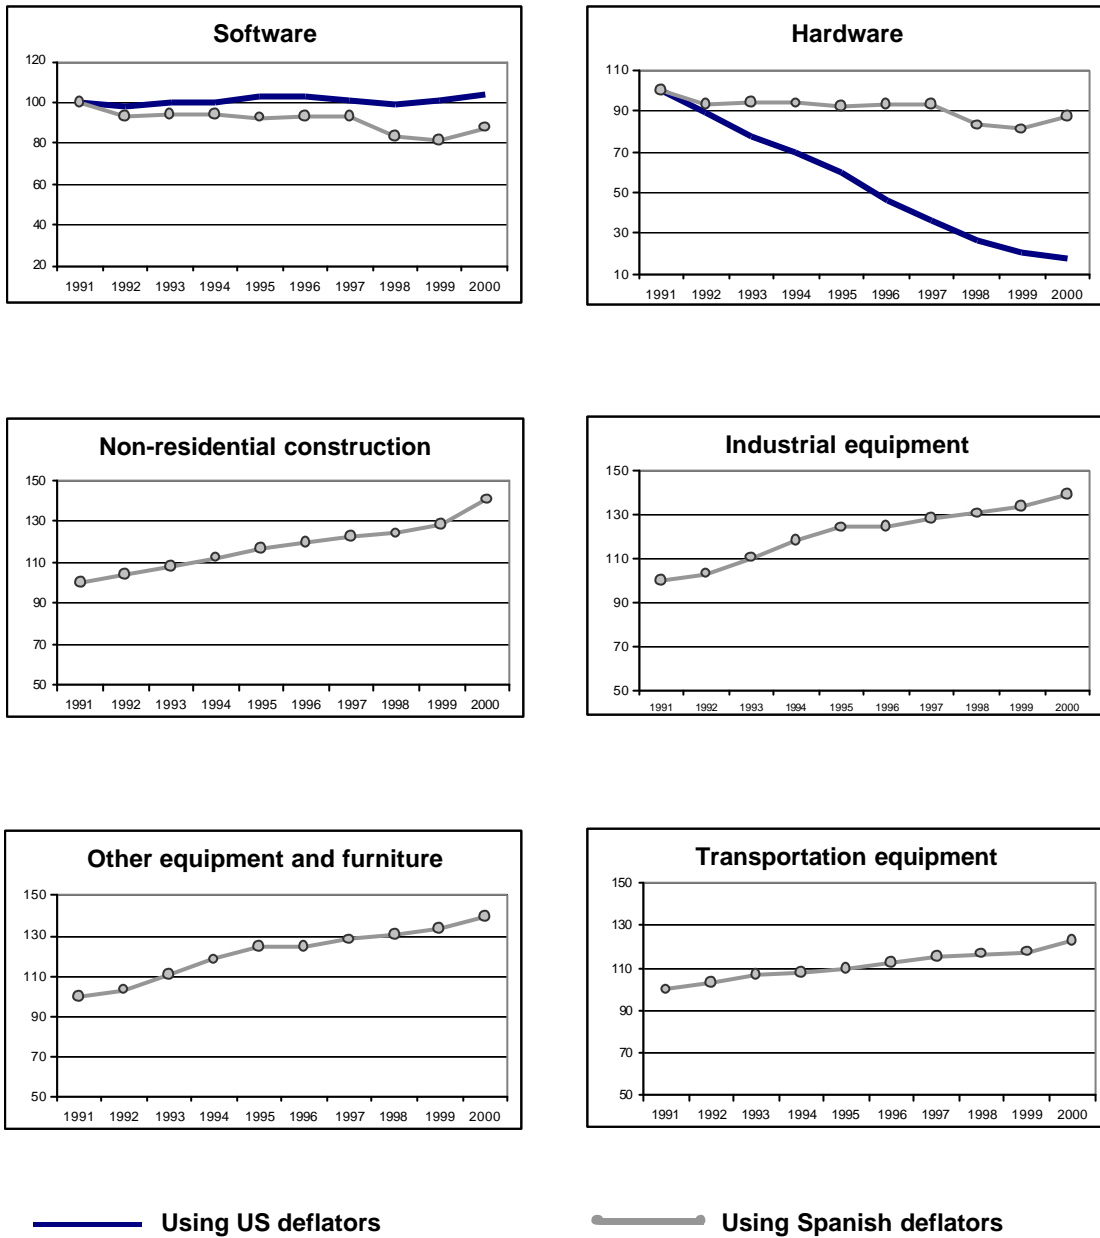 Software
120
100
80
60
40
20
1991 1992 1993 1994 1995 1996 1997 1998 1999 2000
Hardware
110
90
70
50
30
10
1991 1992 1993 1994 1995 1996 1997 1998 1999 2000
Non-residential construction
150
130
110
90
70
50
1991 1992 1993 1994 1995 1996 1997 1998 1999 2000
Industrial equipment
150
130
110
90
70
50
1991 1992 1993 1994 1995 1996 1997 1998 1999 2000
Other equipment and furniture
150
130
110
90
70
50
1991 1992 1993 1994 1995 1996 1997 1998 1999 2000
Transportation equipment
150
130
110
90
70
50
1991 1992 1993 1994 1995 1996 1997 1998 1999 2000
Using US deflators
Using Spanish deflators